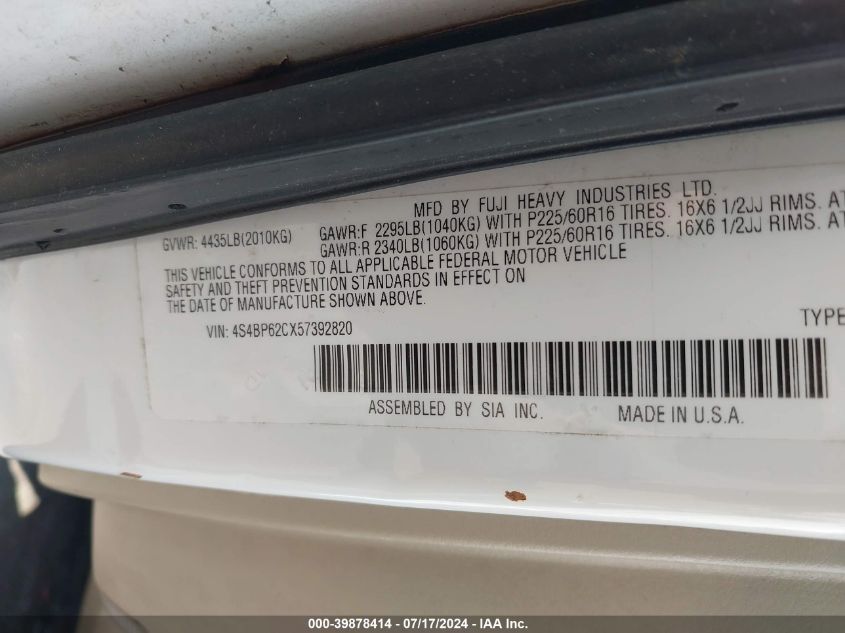 MFD BY FUJI HEAVY INDUSTRIES LTD.
GVWR: 4435LB(2010KG)
GAWR:F 2295LB(1040KG) WITH P225/60R16 TIRES. 16X6 1/2JJ RIMS. AT
GAWR:R 2340LB(1060KG) WITH P225/60R16 TIRES. 16X6 1/2JJ RIMS. AT
THIS VEHICLE CONFORMS TO ALL APPLICABLE FEDERAL MOTOR VEHICLE
SAFETY AND THEFT PREVENTION STANDARDS IN EFFECT ON
THE DATE OF MANUFACTURE SHOWN ABOVE.
VIN: 4S4BP62CX57392820
TYPE
ASSEMBLED BY SIA INC. MADE IN U.S.A.
000-39878414 - 07/17/2024 - IAA Inc.